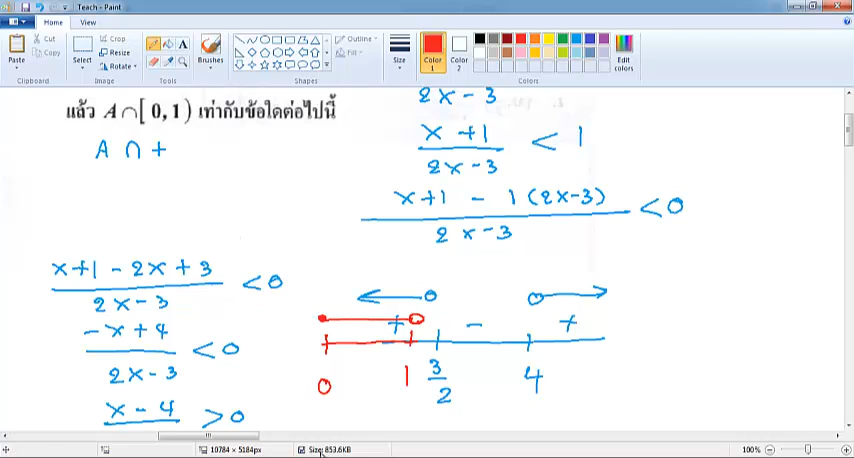 Teach - Paint
Home View
Paste Cut Copy Clipboard
Select Crop Resize Rotate Image
Tools
Brushes
Outline Fill Shapes
Size
Color 1 Color 2 Edit colors Colors
แล้ว A∩[ 0, 1) เท่ากับข้อใดต่อไปนี้
A ∩ +
2x - 3
x + 1 / 2x - 3 < 1
x+1 - 1(2x-3) / 2x-3 < 0
x+1 - 2x + 3 / 2x - 3 < 0
-x + 4 / 2x - 3 < 0
x - 4 > 0
+ - +
0 1 3/2 4
10784 × 5184px Size: 853.6KB 100%